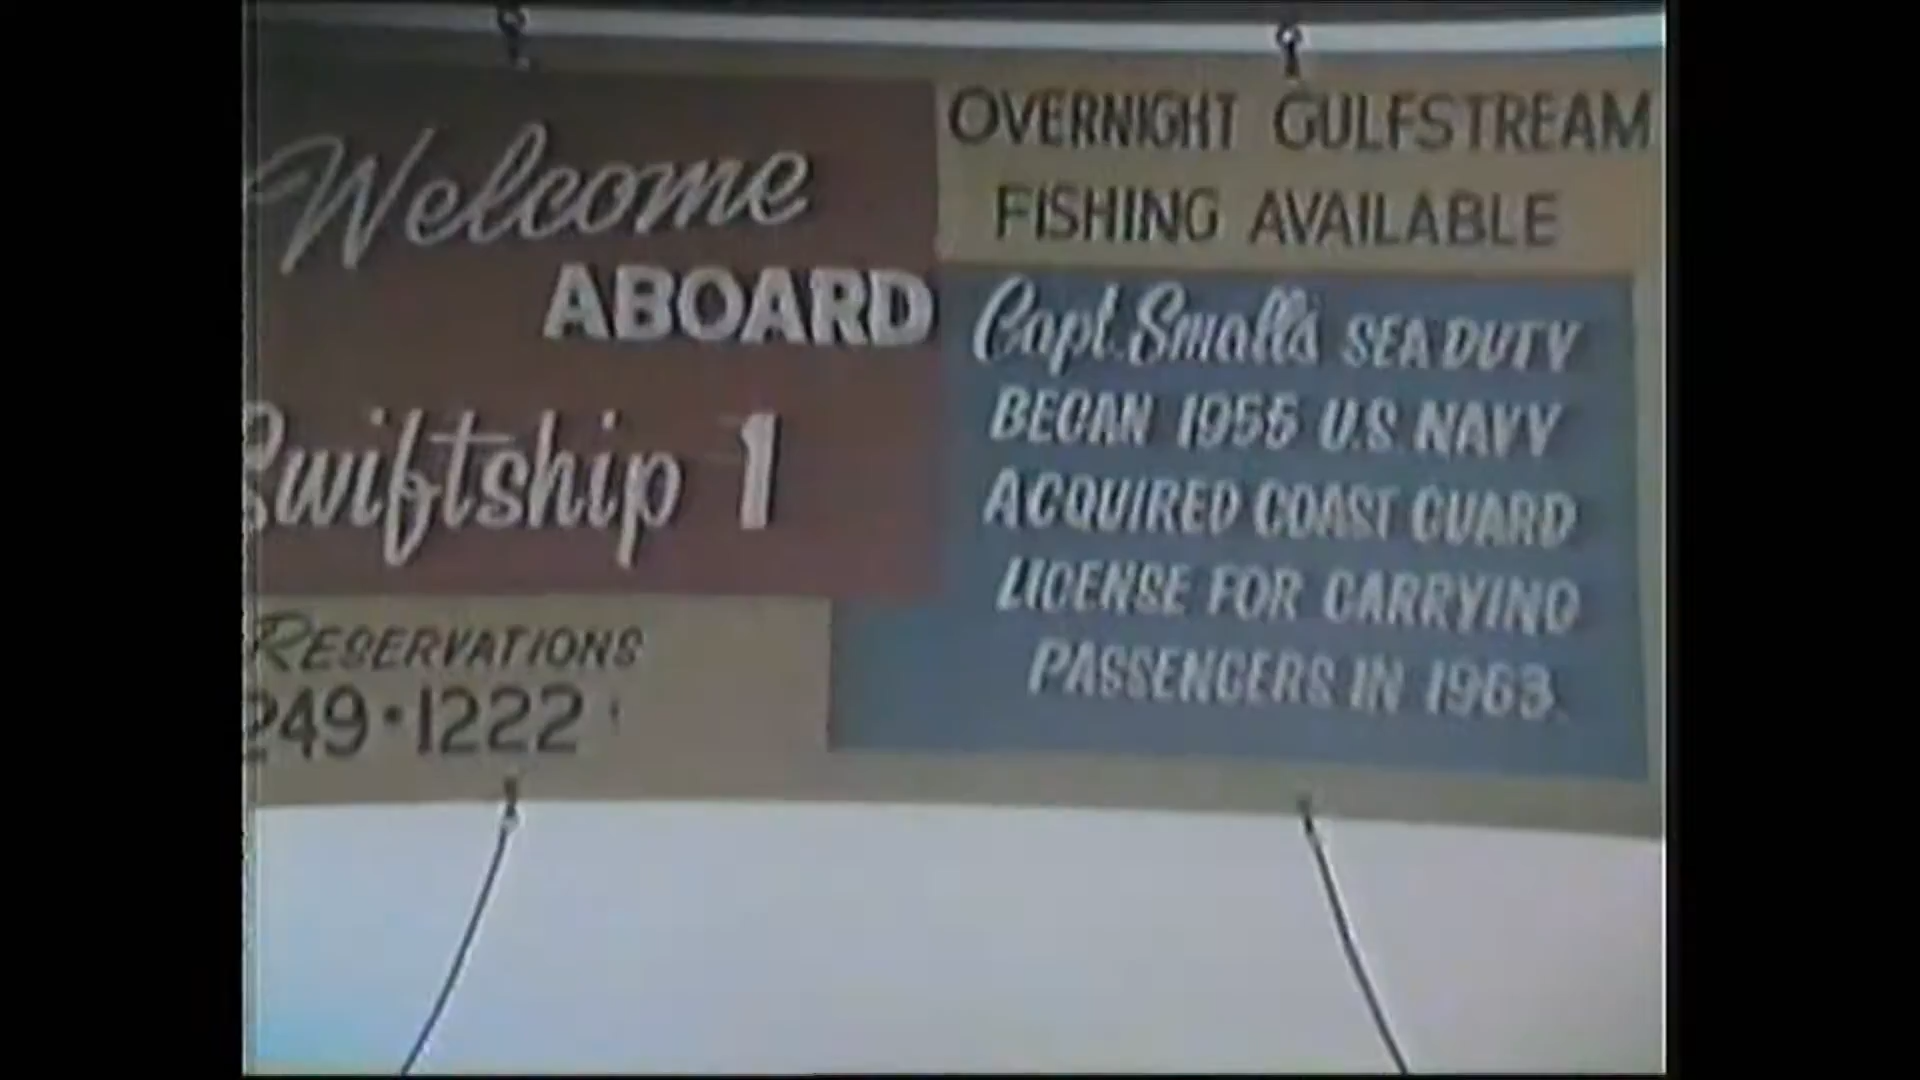 Welcome
ABOARD
Swiftship 1
RESERVATIONS
249·1222
OVERNIGHT GULFSTREAM
FISHING AVAILABLE
Capt. Small's SEA DUTY
BEGAN 1955 U.S. NAVY
ACQUIRED COAST GUARD
LICENSE FOR CARRYING
PASSENGERS IN 1963.